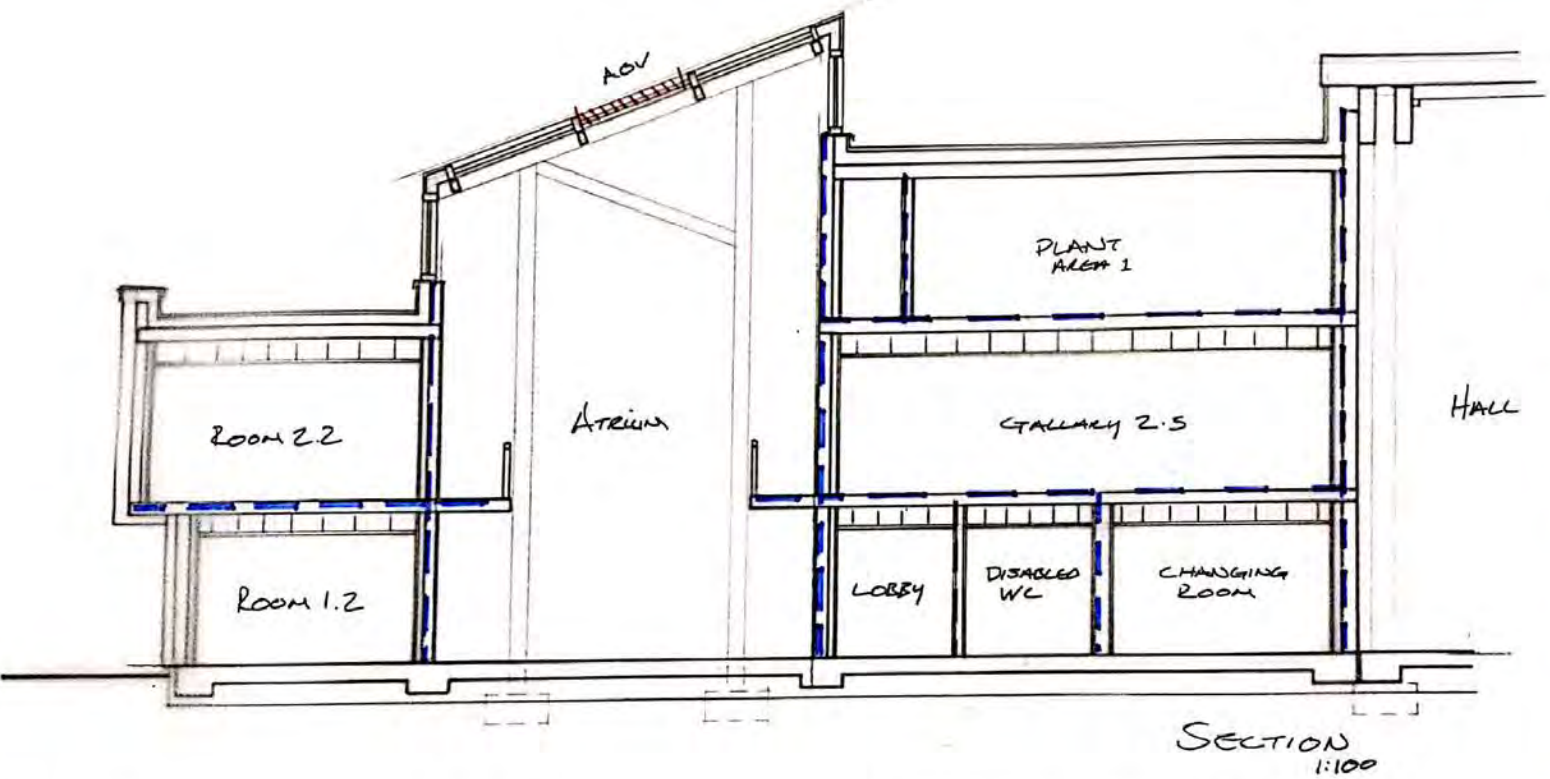 AOV
PLANT
AREA 1
ROOM 2.2
ATRIUM
GALLARY 2.5
HALL
ROOM 1.2
LOBBY
DISABLED
WC
CHANGING
ROOM
SECTION
1:100